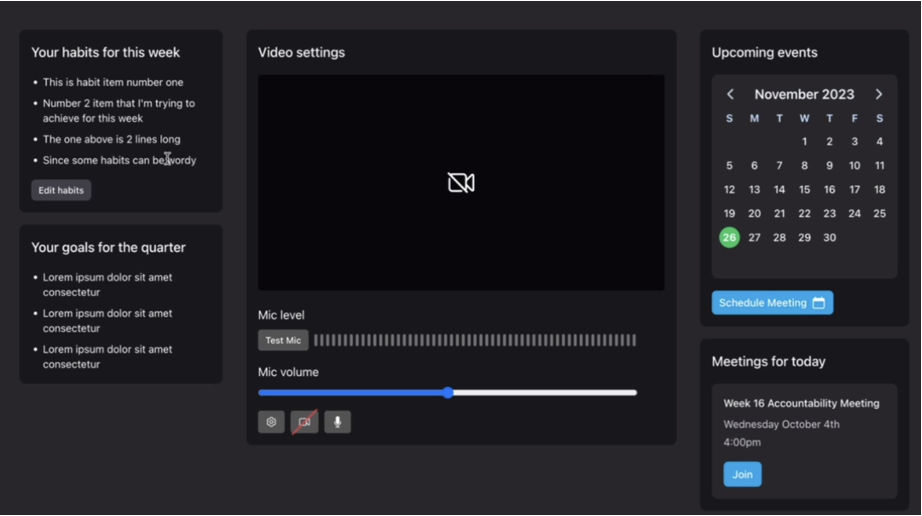 Your habits for this week
This is habit item number one
Number 2 item that I'm trying to
achieve for this week
The one above is 2 lines long
Since some habits can be wordy
Edit habits
Your goals for the quarter
Lorem ipsum dolor sit amet
consectetur
Lorem ipsum dolor sit amet
consectetur
Lorem ipsum dolor sit amet
consectetur
Video settings
Mic level
Test Mic
Mic volume
Upcoming events
November 2023
S M T W T F S
1 2 3 4
5 6 7 8 9 10 11
12 13 14 15 16 17 18
19 20 21 22 23 24 25
26 27 28 29 30
Schedule Meeting
Meetings for today
Week 16 Accountability Meeting
Wednesday October 4th
4:00pm
Join